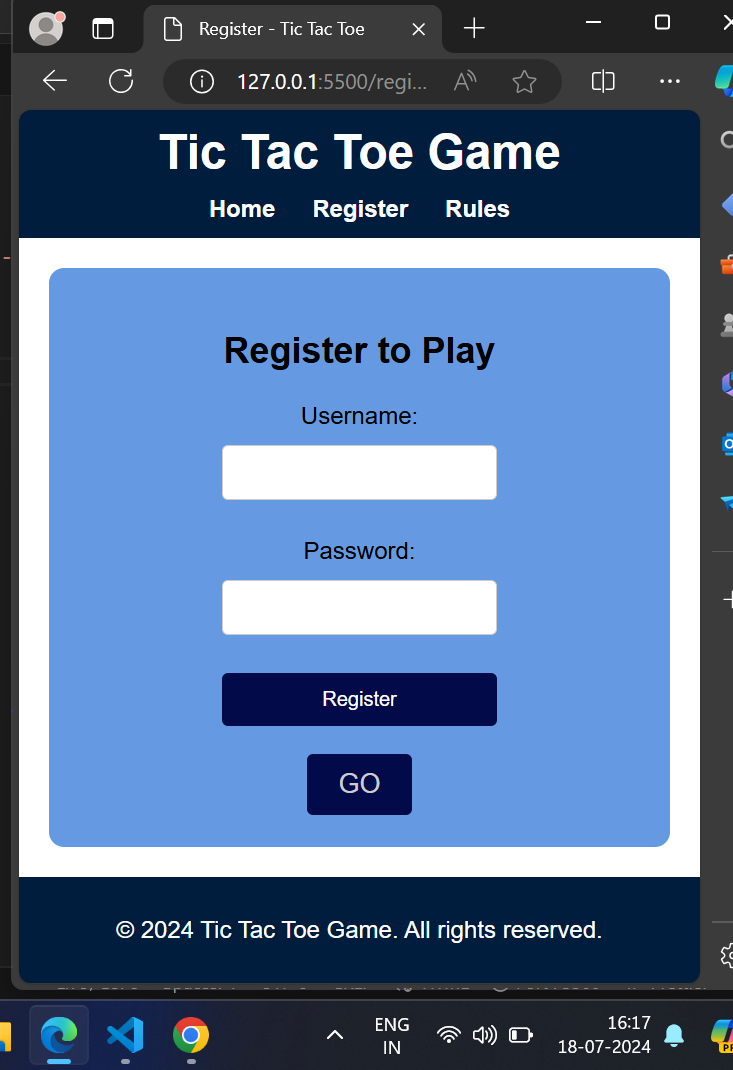 Register - Tic Tac Toe
127.0.0.1:5500/regi...
Tic Tac Toe Game
Home Register Rules
Register to Play
Username:
Password:
Register
GO
© 2024 Tic Tac Toe Game. All rights reserved.
ENG
IN
16:17
18-07-2024